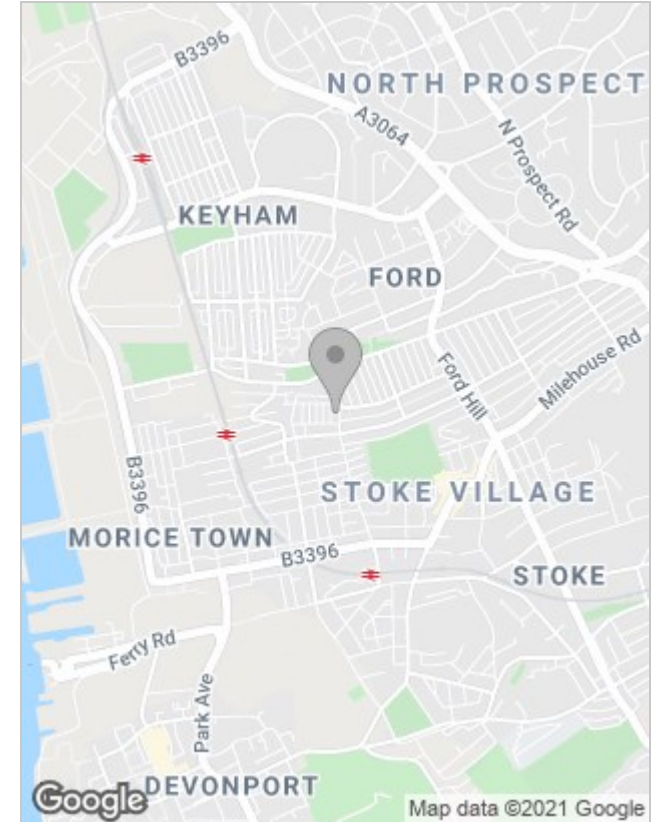 B3396
NORTH PROSPECT
A3064
N Prospect Rd
KEYHAM
FORD
Ford Hill
Milehouse Rd
B3396
STOKE VILLAGE
MORICE TOWN
B3396
STOKE
Ferry Rd
Park Ave
DEVONPORT
Google
Map data ©2021 Google